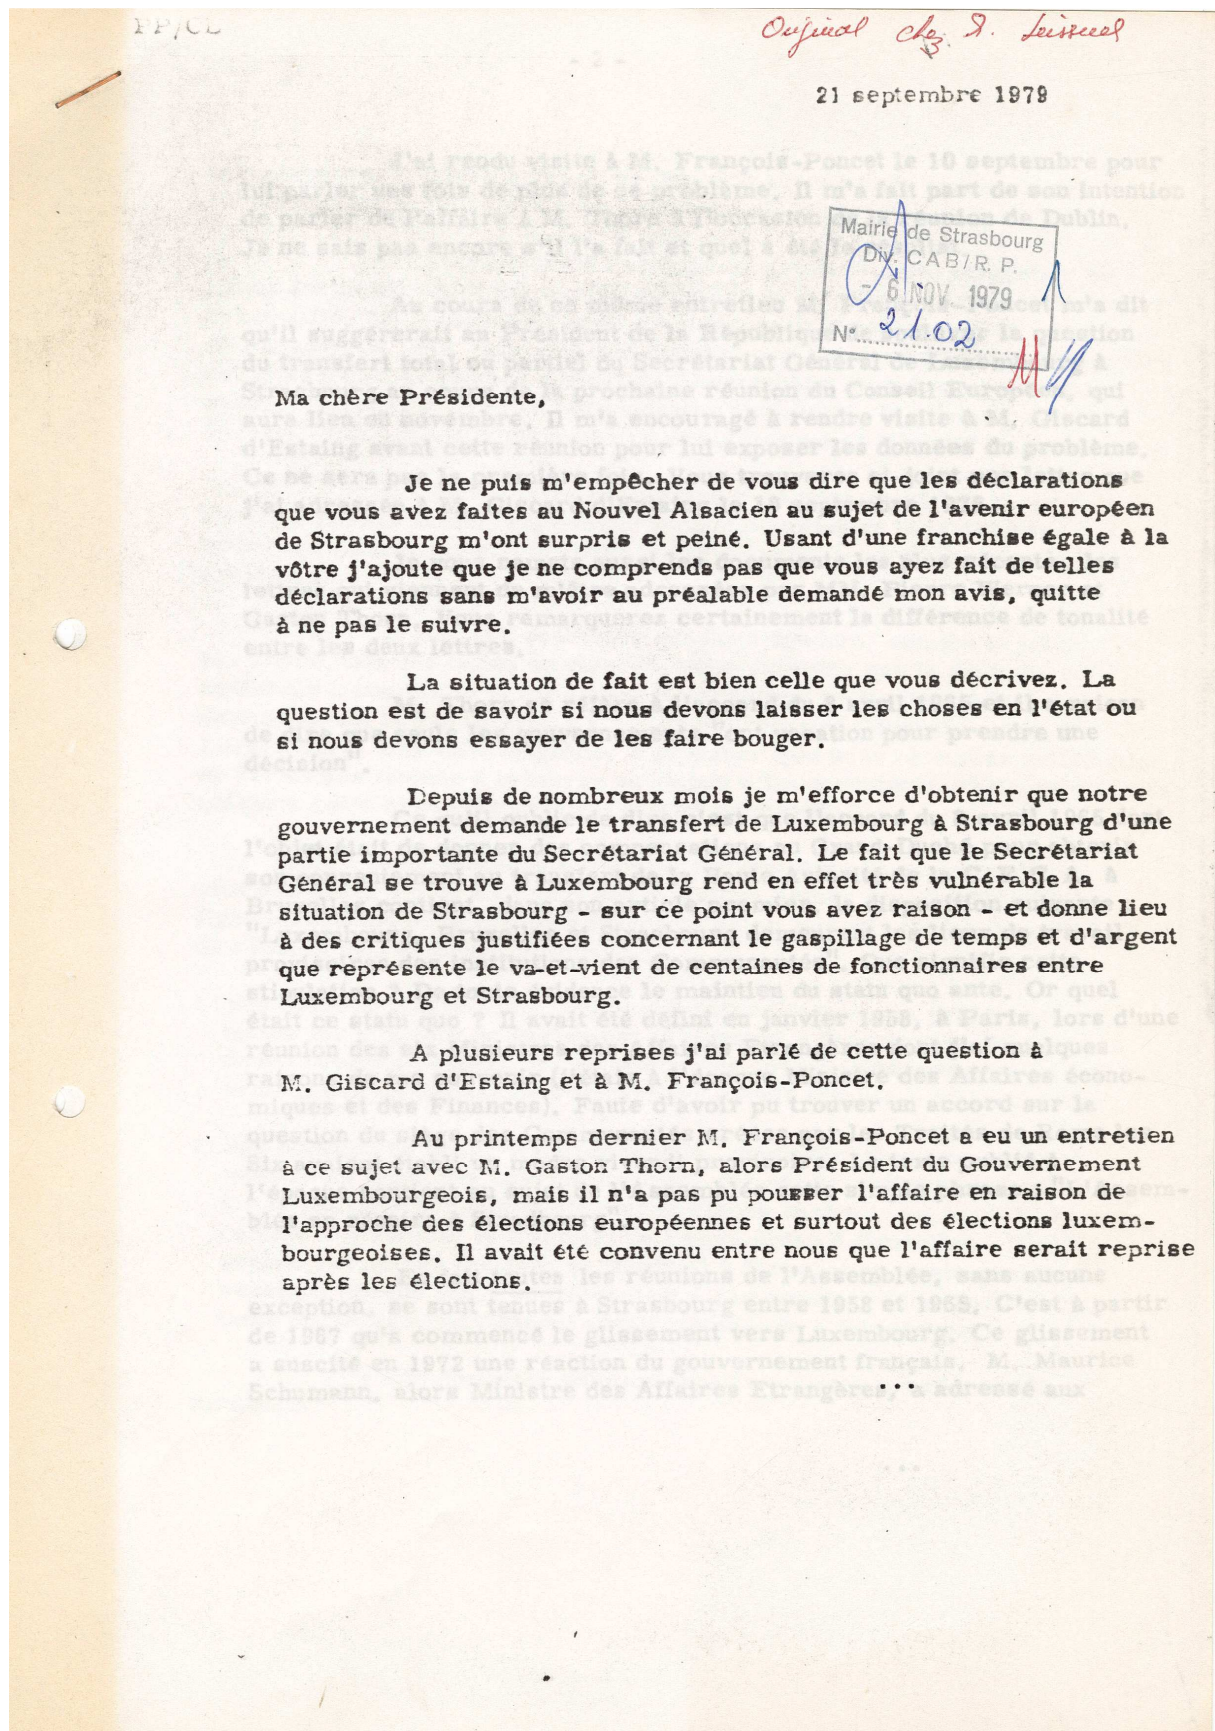 PP/CL
Original chez
21 septembre 1979
Mairie de Strasbourg
Div. CAB/R. P.
- 6 NOV. 1979
N° 21.02
Ma chère Présidente,
Je ne puis m'empêcher de vous dire que les déclarations
que vous avez faites au Nouvel Alsacien au sujet de l'avenir européen
de Strasbourg m'ont surpris et peiné. Usant d'une franchise égale à la
vôtre j'ajoute que je ne comprends pas que vous ayez fait de telles
déclarations sans m'avoir au préalable demandé mon avis, quitte
à ne pas le suivre.
La situation de fait est bien celle que vous décrivez. La
question est de savoir si nous devons laisser les choses en l'état ou
si nous devons essayer de les faire bouger.
Depuis de nombreux mois je m'efforce d'obtenir que notre
gouvernement demande le transfert de Luxembourg à Strasbourg d'une
partie importante du Secrétariat Général. Le fait que le Secrétariat
Général se trouve à Luxembourg rend en effet très vulnérable la
situation de Strasbourg - sur ce point vous avez raison - et donne lieu
à des critiques justifiées concernant le gaspillage de temps et d'argent
que représente le va-et-vient de centaines de fonctionnaires entre
Luxembourg et Strasbourg.
A plusieurs reprises j'ai parlé de cette question à
M. Giscard d'Estaing et à M. François-Poncet.
Au printemps dernier M. François-Poncet a eu un entretien
à ce sujet avec M. Gaston Thorn, alors Président du Gouvernement
Luxembourgeois, mais il n'a pas pu pousser l'affaire en raison de
l'approche des élections européennes et surtout des élections luxem-
bourgeoises. Il avait été convenu entre nous que l'affaire serait reprise
après les élections.
...